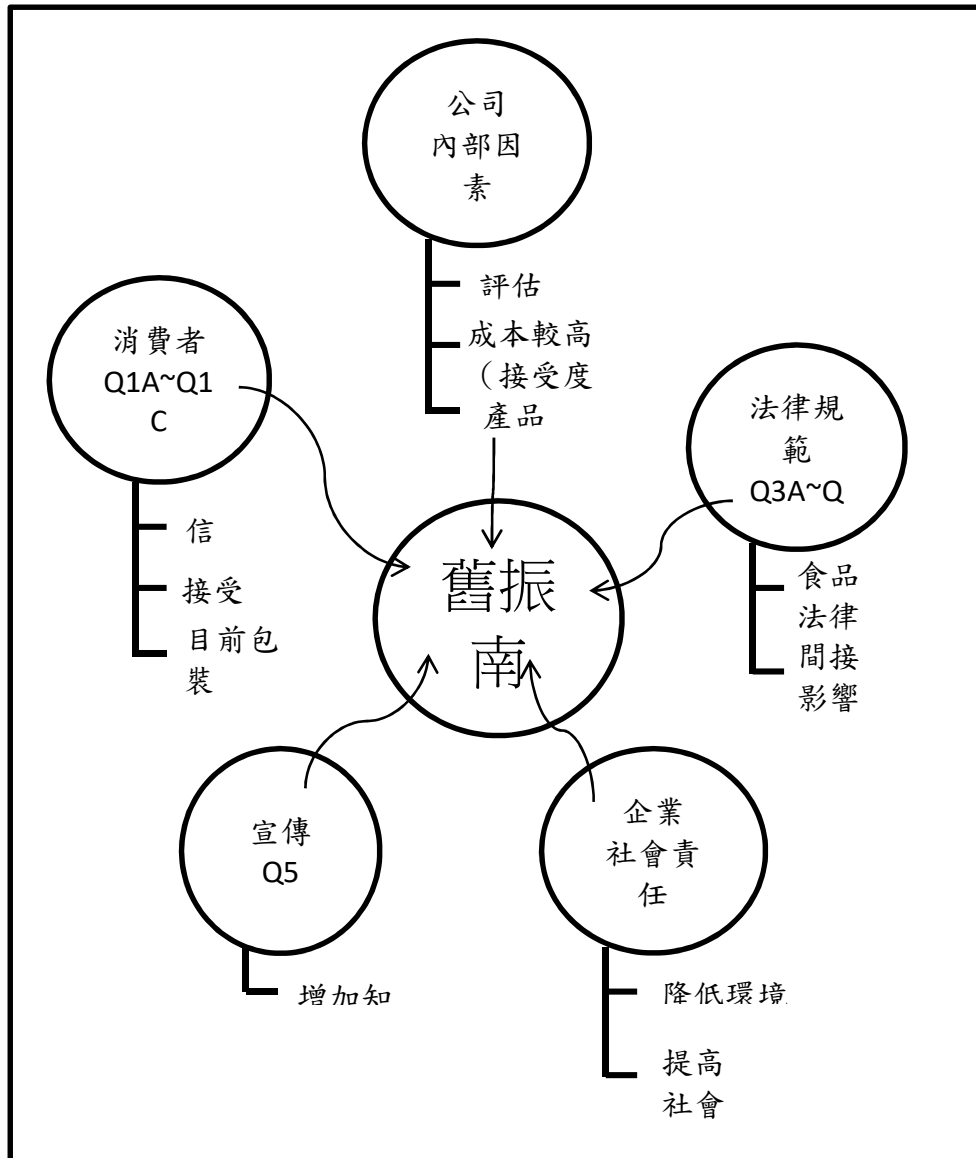 公司
內部因
素
評估
成本較高
（接受度
產品
消費者
Q1A~Q1
C
信
接受
目前包
裝
法律規
範
Q3A~Q
食品
法律
間接
影響
舊振
南
宣傳
Q5
增加知
企業
社會責
任
降低環境
提高
社會